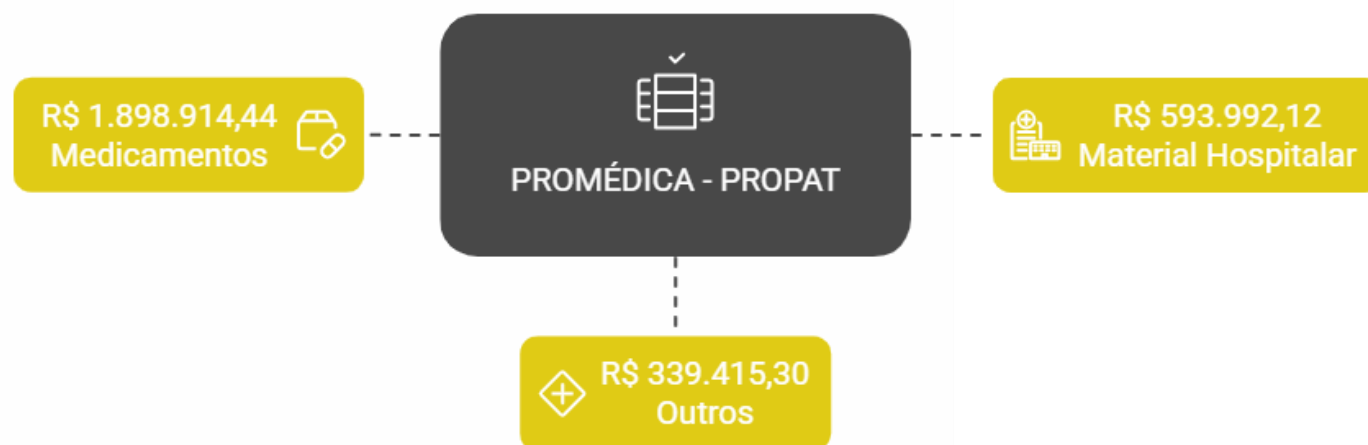 R$ 1.898.914,44
Medicamentos
PROMÉDICA - PROPAT
R$ 593.992,12
Material Hospitalar
R$ 339.415,30
Outros